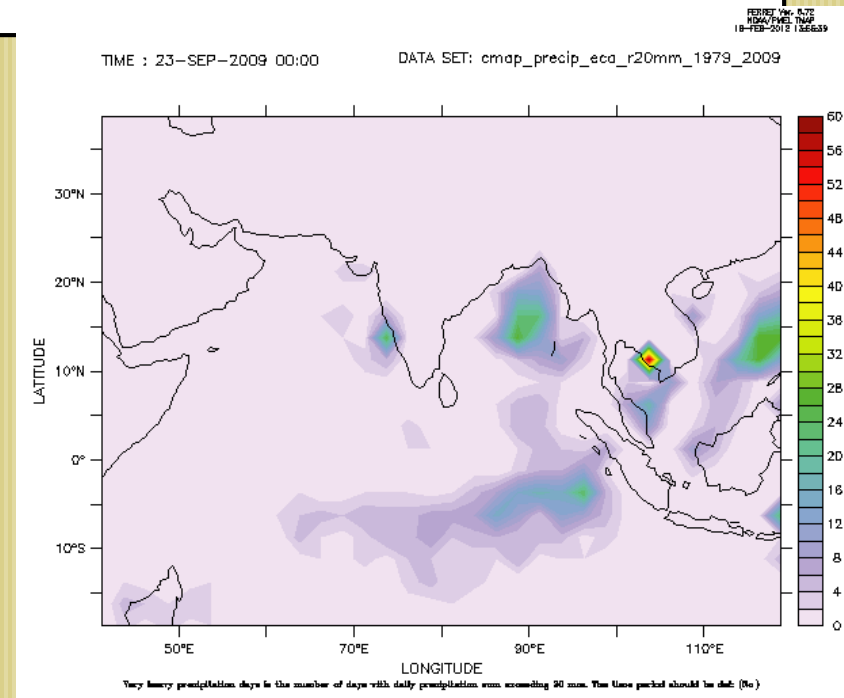 FERRET Ver. 6.72
NOAA/PMEL TMAP
TIME : 23-SEP-2009 00:00
DATA SET: cmap_precip_eca_r20mm_1979_2009
30°N
20°N
10°N
0°
10°S
LATITUDE
50°E 70°E 90°E 110°E
LONGITUDE
60
56
52
48
44
40
36
32
28
24
20
16
12
8
4
0
Very heavy precipitation days is the number of days with daily precipitation sum exceeding 20 mm. The time period should be def. (No)